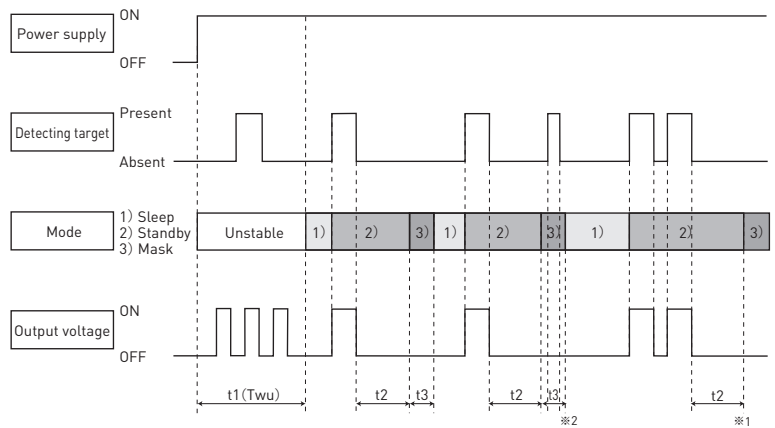 Power supply
ON
OFF
Detecting target
Present
Absent
Mode
1) Sleep
2) Standby
3) Mask
Unstable
1)
2)
3)
1)
2)
3)
1)
2)
3)
Output voltage
ON
OFF
t1(Twu)
t2
t3
t2
t3
t2
※2
※1